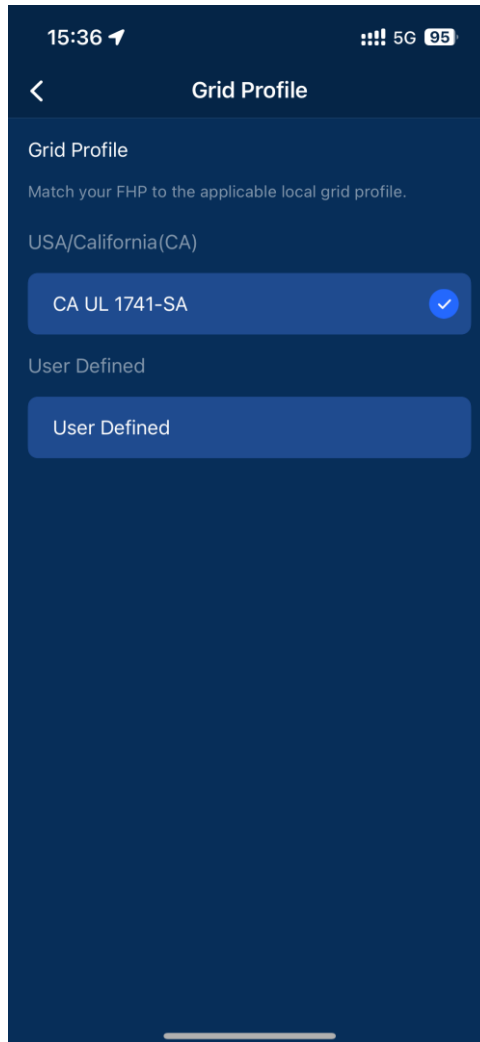 15:36 5G 95
Grid Profile
Grid Profile
Match your FHP to the applicable local grid profile.
USA/California(CA)
CA UL 1741-SA
User Defined
User Defined